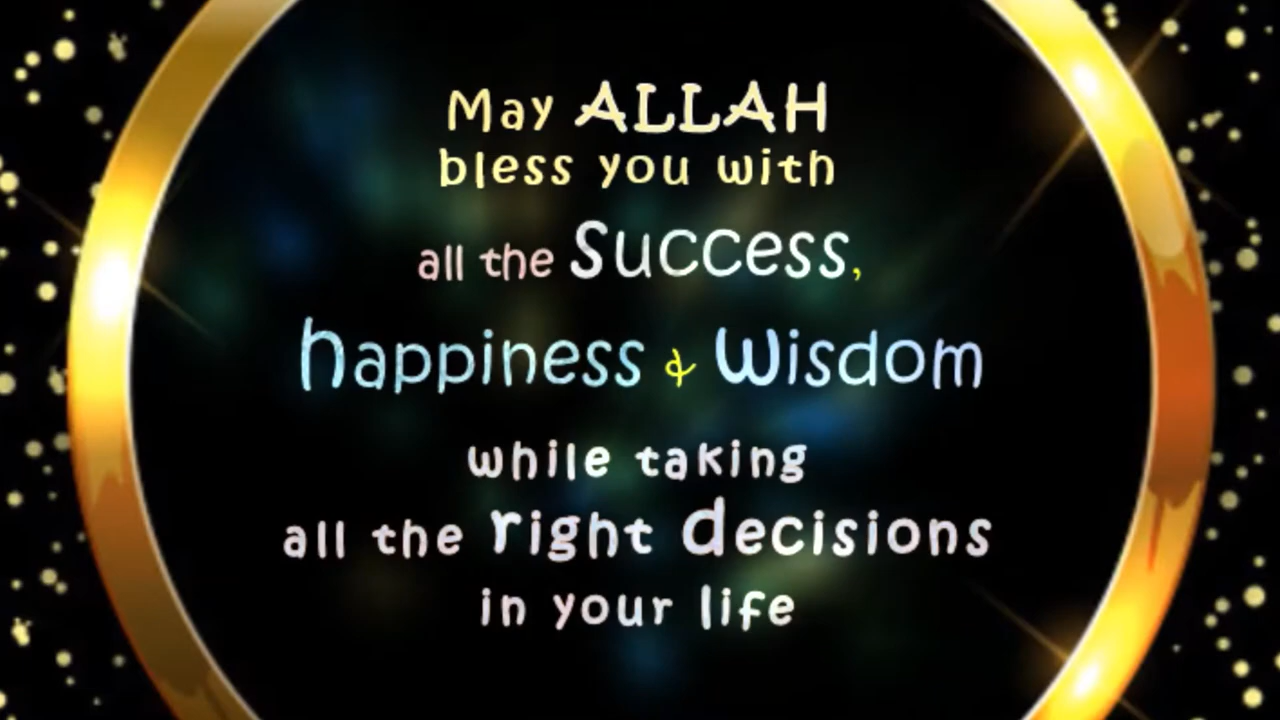 May ALLAH
bless you with
all the Success,
happiness & Wisdom
while taking
all the right decisions
in your life